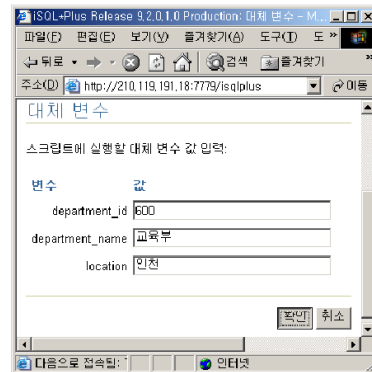 iSQL*Plus Release 9.2.0.1.0 Production: 대체 변수 - M...
파일(F) 편집(E) 보기(V) 즐겨찾기(A) 도구(T) 도 »
뒤로 검색 즐겨찾기 »
주소(D) http://210.119.191.18:7779/isqlplus 이동
대체 변수
스크립트에 실행할 대체 변수 값 입력:
변수 값
department_id 600
department_name 교육부
location 인천
확인 취소
다음으로 접속됨: 인터넷